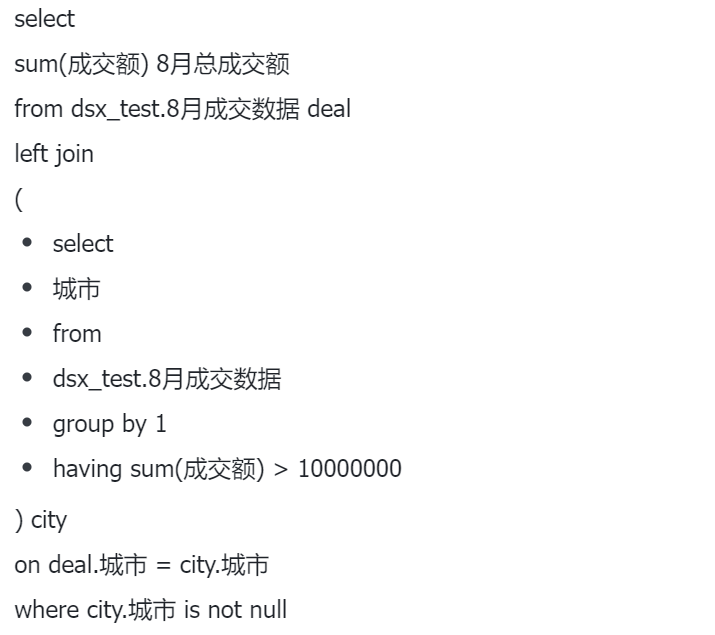 select
sum(成交额) 8月总成交额
from dsx_test.8月成交数据 deal
left join
(
• select
• 城市
• from
• dsx_test.8月成交数据
• group by 1
• having sum(成交额) > 10000000
) city
on deal.城市 = city.城市
where city.城市 is not null